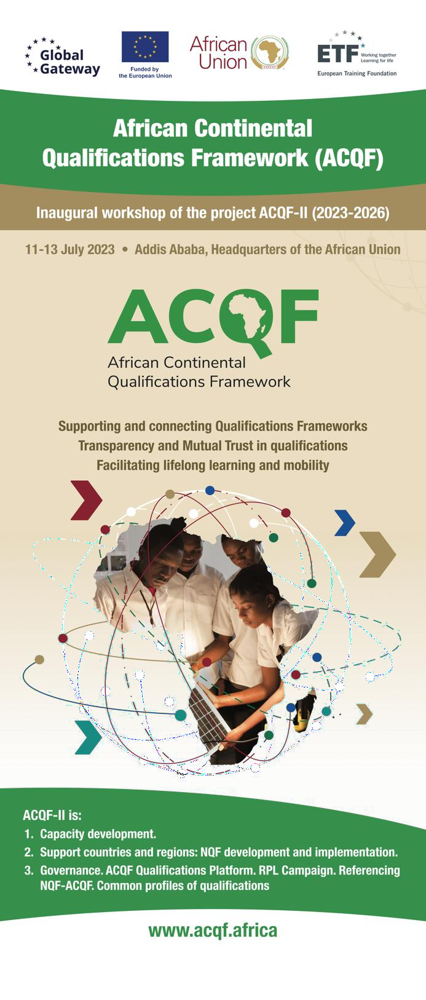 Global
Gateway
Funded by
the European Union
African
Union
ETF
Working together
Learning for life
European Training Foundation
African Continental
Qualifications Framework (ACQF)
Inaugural workshop of the project ACQF-II (2023-2026)
11-13 July 2023 • Addis Ababa, Headquarters of the African Union
ACQF
African Continental
Qualifications Framework
Supporting and connecting Qualifications Frameworks
Transparency and Mutual Trust in qualifications
Facilitating lifelong learning and mobility
ACQF-II is:
1. Capacity development.
2. Support countries and regions: NQF development and implementation.
3. Governance. ACQF Qualifications Platform. RPL Campaign. Referencing
NQF-ACQF. Common profiles of qualifications
www.acqf.africa